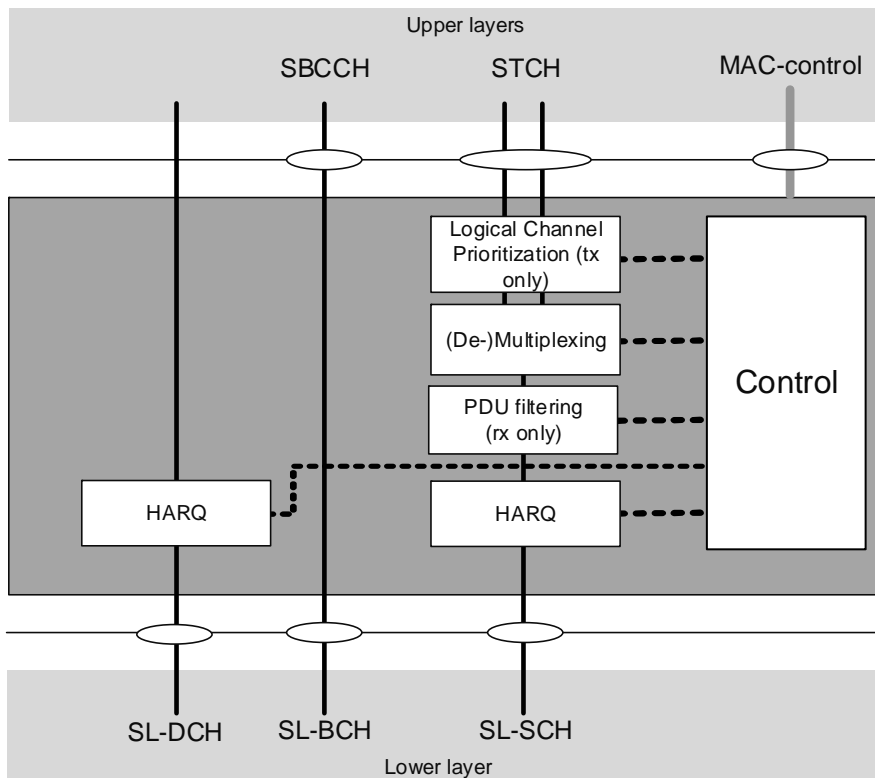 Upper layers
SBCCH
STCH
MAC-control
Logical Channel
Prioritization (tx
only)
(De-)Multiplexing
Control
PDU filtering
(rx only)
HARQ
HARQ
SL-DCH
SL-BCH
SL-SCH
Lower layer